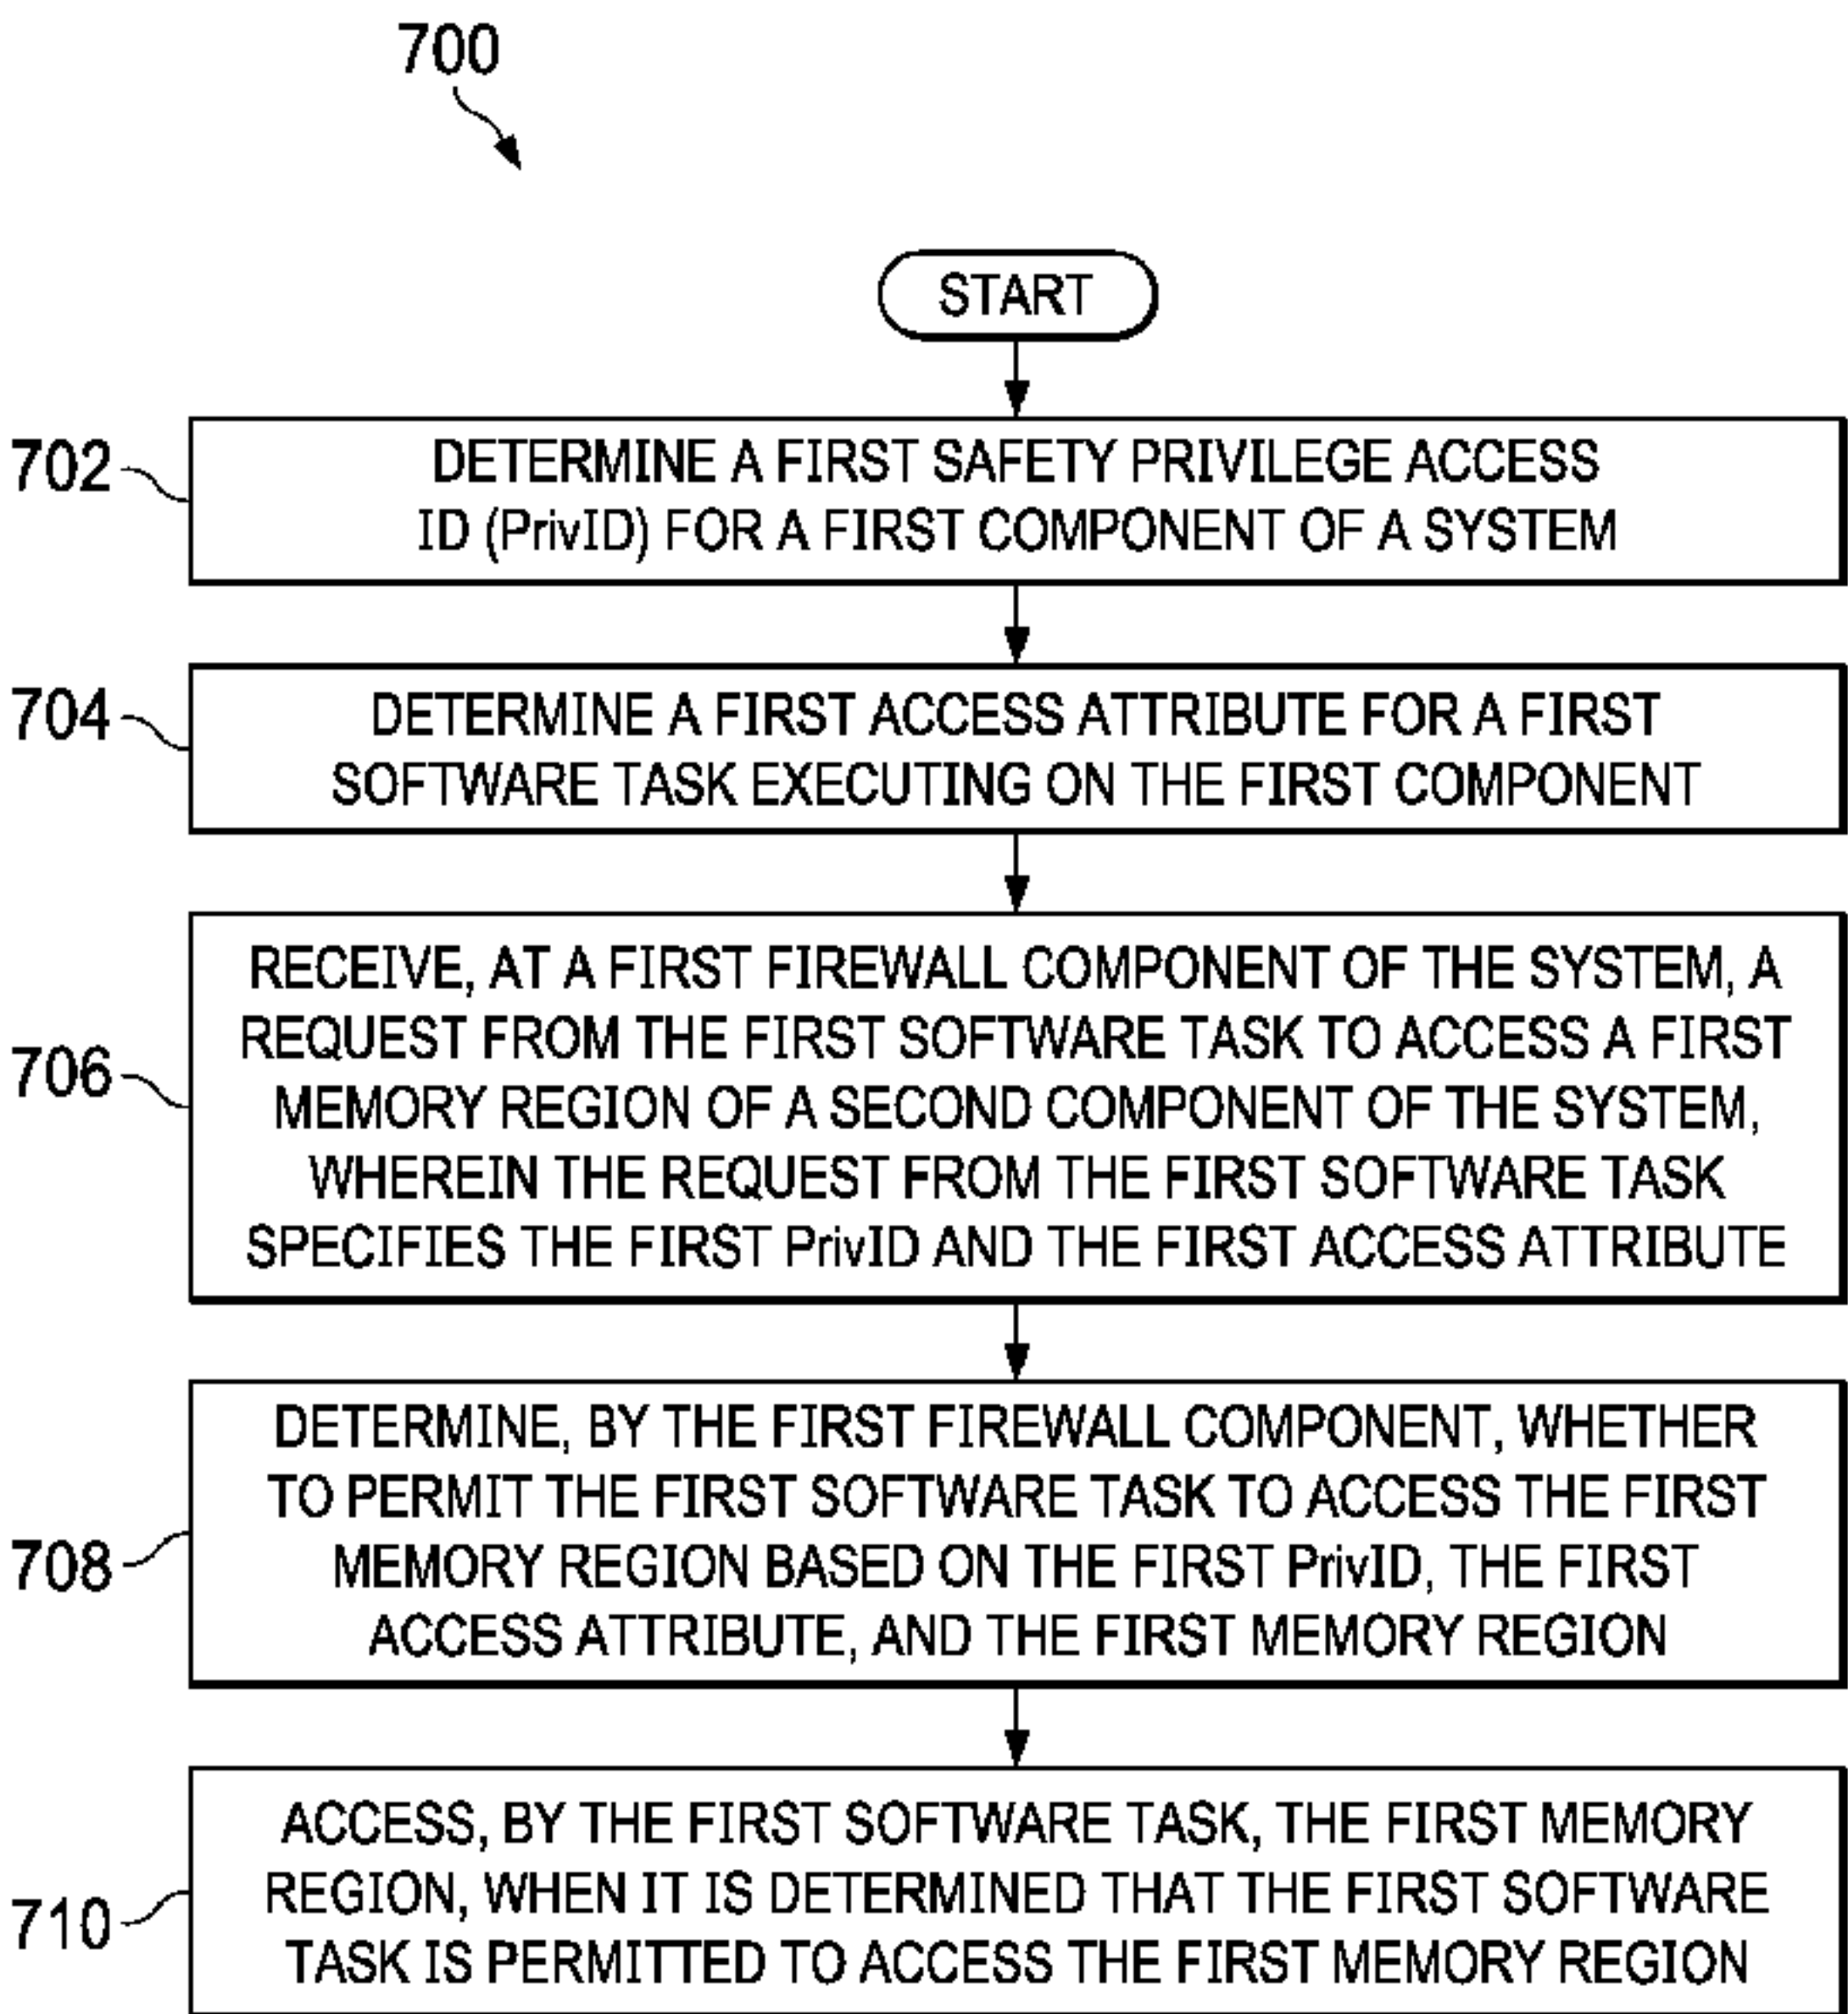 700
START
702
DETERMINE A FIRST SAFETY PRIVILEGE ACCESS
ID (PrivID) FOR A FIRST COMPONENT OF A SYSTEM
704
DETERMINE A FIRST ACCESS ATTRIBUTE FOR A FIRST
SOFTWARE TASK EXECUTING ON THE FIRST COMPONENT
706
RECEIVE, AT A FIRST FIREWALL COMPONENT OF THE SYSTEM, A
REQUEST FROM THE FIRST SOFTWARE TASK TO ACCESS A FIRST
MEMORY REGION OF A SECOND COMPONENT OF THE SYSTEM,
WHEREIN THE REQUEST FROM THE FIRST SOFTWARE TASK
SPECIFIES THE FIRST PrivID AND THE FIRST ACCESS ATTRIBUTE
708
DETERMINE, BY THE FIRST FIREWALL COMPONENT, WHETHER
TO PERMIT THE FIRST SOFTWARE TASK TO ACCESS THE FIRST
MEMORY REGION BASED ON THE FIRST PrivID, THE FIRST
ACCESS ATTRIBUTE, AND THE FIRST MEMORY REGION
710
ACCESS, BY THE FIRST SOFTWARE TASK, THE FIRST MEMORY
REGION, WHEN IT IS DETERMINED THAT THE FIRST SOFTWARE
TASK IS PERMITTED TO ACCESS THE FIRST MEMORY REGION